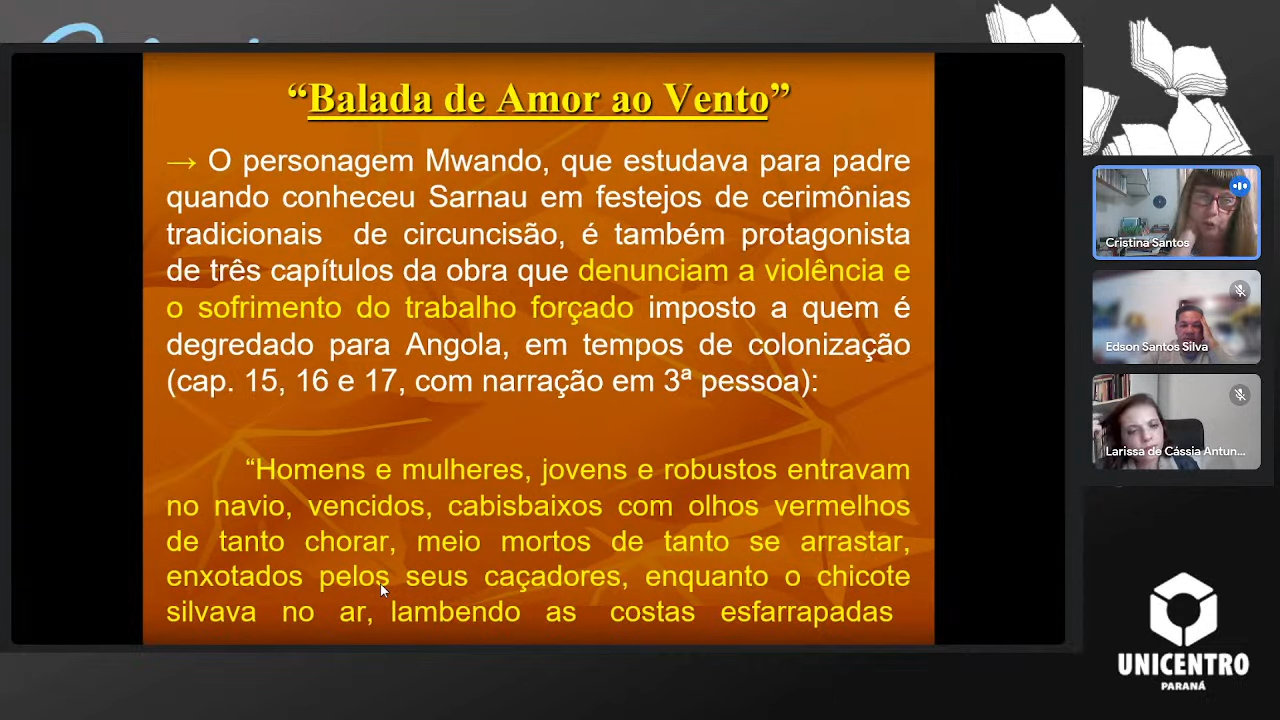 “Balada de Amor ao Vento”
→ O personagem Mwando, que estudava para padre
quando conheceu Sarnau em festejos de cerimônias
tradicionais de circuncisão, é também protagonista
de três capítulos da obra que denunciam a violência e
o sofrimento do trabalho forçado imposto a quem é
degredado para Angola, em tempos de colonização
(cap. 15, 16 e 17, com narração em 3ª pessoa):
“Homens e mulheres, jovens e robustos entravam
no navio, vencidos, cabisbaixos com olhos vermelhos
de tanto chorar, meio mortos de tanto se arrastar,
enxotados pelos seus caçadores, enquanto o chicote
silvava no ar, lambendo as costas esfarrapadas
Cristina Santos
Edson Santos Silva
Larissa de Cássia Antun...
UNICENTRO
PARANÁ